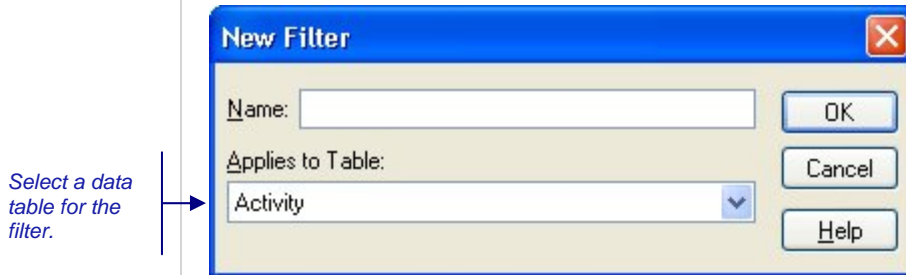 New Filter
Name:
OK
Applies to Table:
Cancel
Select a data
table for the
filter.
Activity
Help